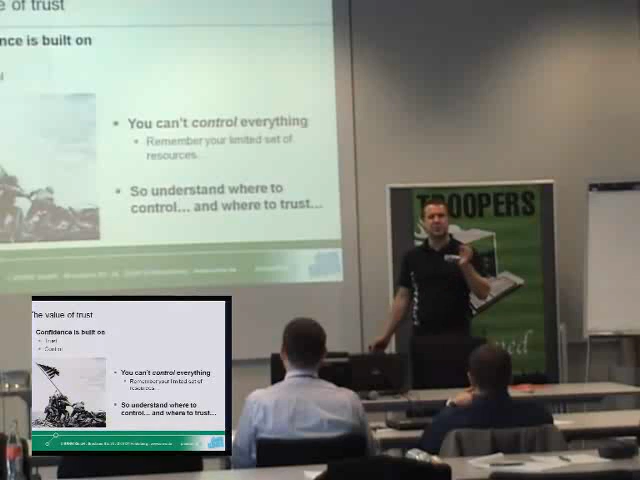 e of trust
nce is built on
You can't control everything
Remember your limited set of
resources...
So understand where to
control... and where to trust...
TROOPERS
The value of trust
Confidence is built on
Trust
Control
You can't control everything
Remember your limited set of
resources...
So understand where to
control... and where to trust...